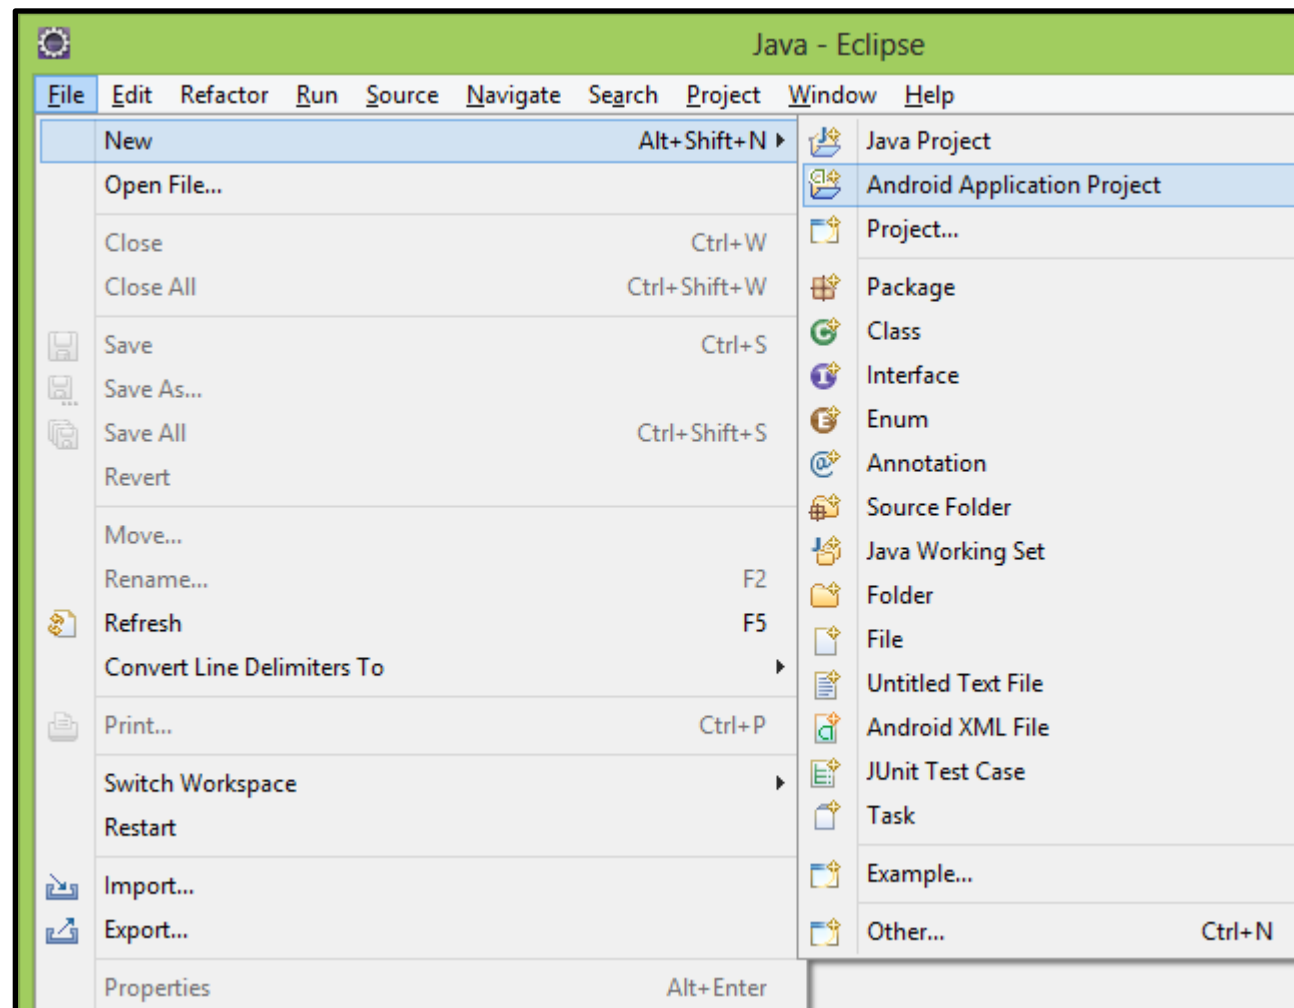 Java - Eclipse
File Edit Refactor Run Source Navigate Search Project Window Help
New Alt+Shift+N
Open File...
Close Ctrl+W
Close All Ctrl+Shift+W
Save Ctrl+S
Save As...
Save All Ctrl+Shift+S
Revert
Move...
Rename... F2
Refresh F5
Convert Line Delimiters To
Print... Ctrl+P
Switch Workspace
Restart
Import...
Export...
Properties Alt+Enter
Java Project
Android Application Project
Project...
Package
Class
Interface
Enum
Annotation
Source Folder
Java Working Set
Folder
File
Untitled Text File
Android XML File
JUnit Test Case
Task
Example...
Other... Ctrl+N